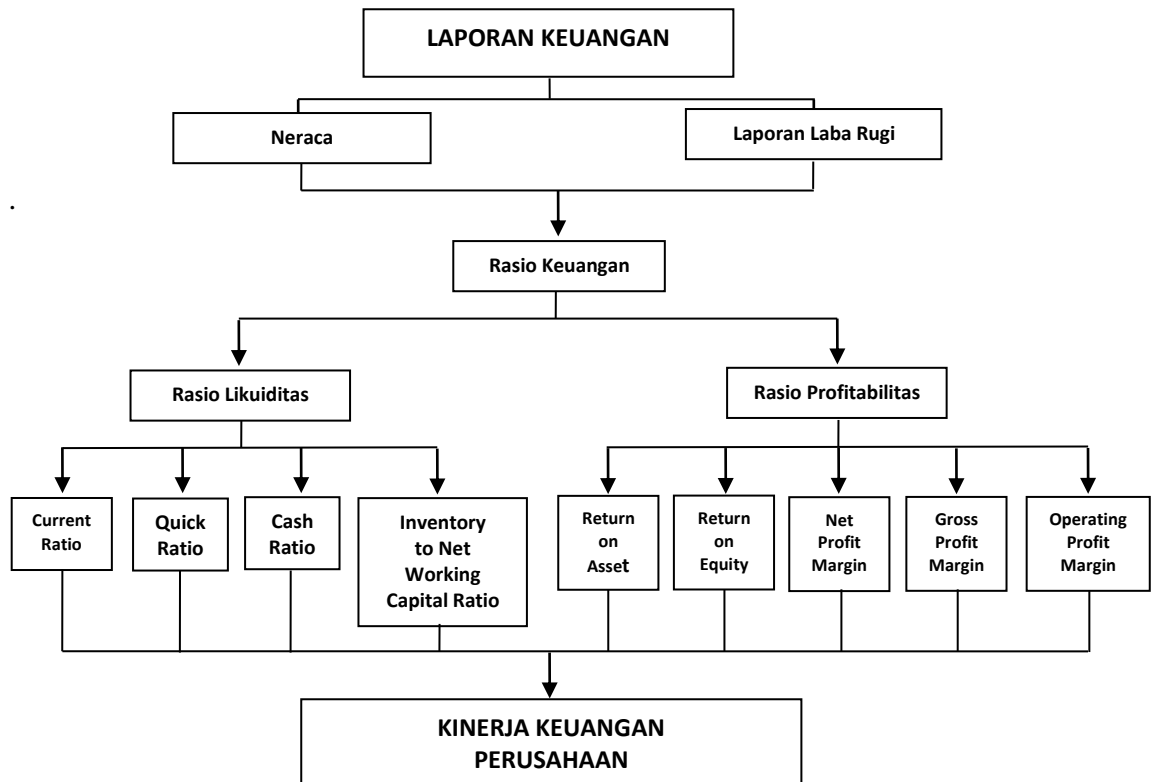 LAPORAN KEUANGAN
Neraca
Laporan Laba Rugi
.
Rasio Keuangan
Rasio Likuiditas
Rasio Profitabilitas
Current
Ratio
Quick
Ratio
Cash
Ratio
Inventory
to Net
Working
Capital Ratio
Return
on
Asset
Return
on
Equity
Net
Profit
Margin
Gross
Profit
Margin
Operating
Profit
Margin
KINERJA KEUANGAN
PERUSAHAAN